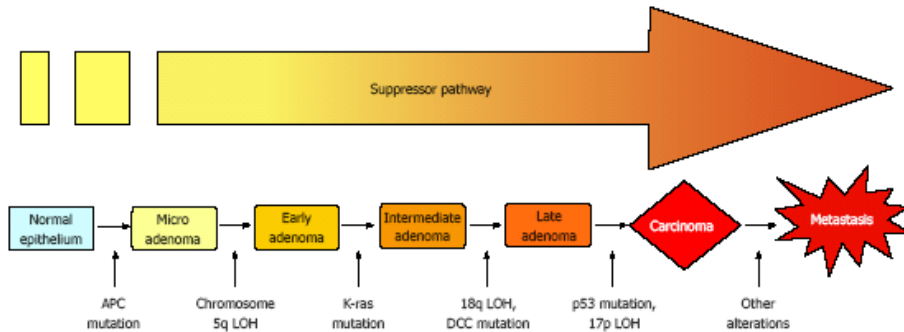 Suppressor pathway
Normal
epithelium
Micro
adenoma
Early
adenoma
Intermediate
adenoma
Late
adenoma
Carcinoma
Metastasis
APC
mutation
Chromosome
5q LOH
K-ras
mutation
18q LOH,
DCC mutation
p53 mutation,
17p LOH
Other
alterations